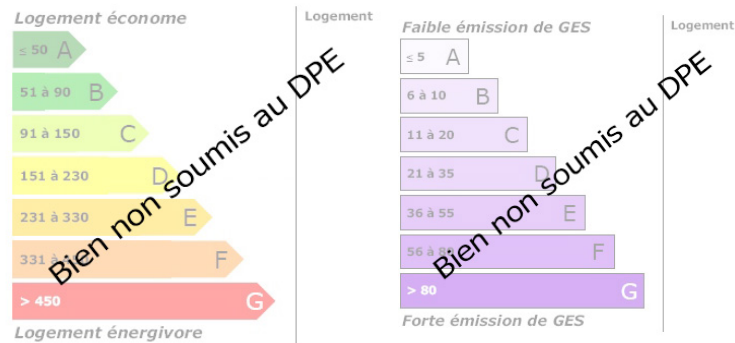 Logement économe
Logement
≤ 50 A
51 à 90 B
91 à 150 C
151 à 230 D
231 à 330 E
331 à F
> 450 G
Logement énergivore
Bien non soumis au DPE
Faible émission de GES
Logement
≤ 5 A
6 à 10 B
11 à 20 C
21 à 35 D
36 à 55 E
56 à 80 F
> 80 G
Forte émission de GES
Bien non soumis au DPE